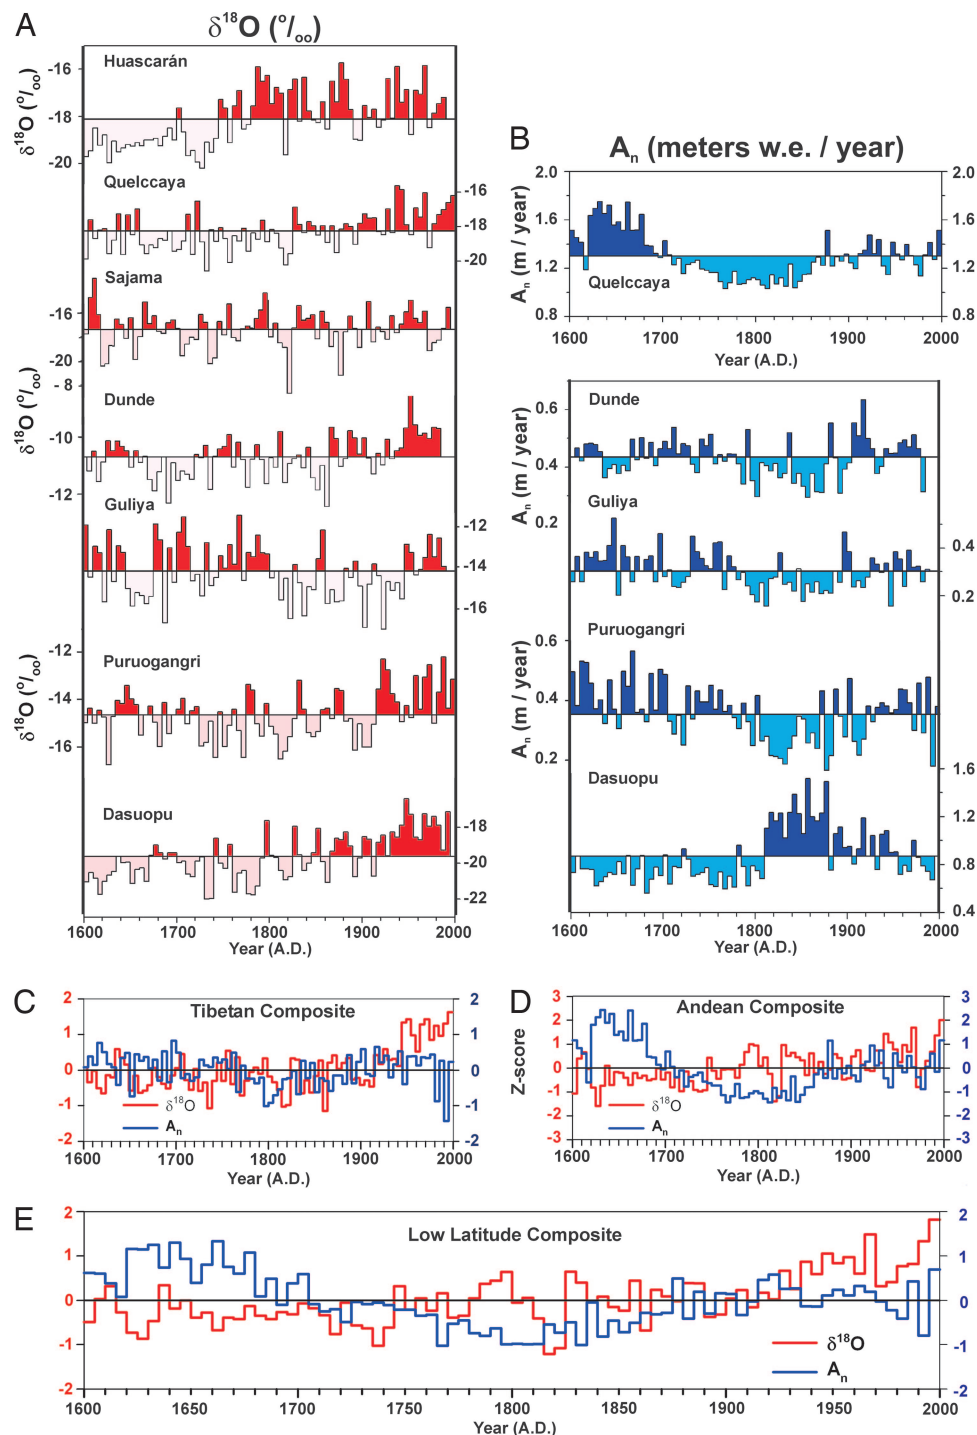 A
δ¹⁸O (°/₀₀)
Huascarán
δ¹⁸O (°/₀₀)
-16
-18
-20
Quelccaya
-16
-18
-20
Sajama
-16
-20
-8
δ¹⁸O (°/₀₀)
Dunde
-10
-12
Guliya
-12
-14
-16
δ¹⁸O (°/₀₀)
-12
Puruogangri
-14
-16
Dasuopu
-18
-20
-22
1600 1700 1800 1900 2000
Year (A.D.)
B
Aₙ (meters w.e. / year)
Aₙ (m / year)
2.0 2.0
1.6 1.6
1.2 1.2
Quelccaya
0.8 0.8
1600 1700 1800 1900 2000
Year (A.D.)
Aₙ (m / year)
0.6
Dunde
0.4
Guliya
0.2
0.4
0.2
Aₙ (m / year)
Puruogangri
0.6
0.4
0.2
Dasuopu
1.6
1.2
0.8
0.4
1600 1700 1800 1900 2000
Year (A.D.)
C
Tibetan Composite
2 2
1 1
0 0
-1 -1
-2 2
δ¹⁸O
Aₙ
1600 1700 1800 1900 2000
Year (A.D.)
D
Andean Composite
Z-score
3 3
2 2
1 1
0 0
-1 -1
-2 -2
-3 -3
δ¹⁸O
Aₙ
1600 1700 1800 1900 2000
Year (A.D.)
E
Low Latitude Composite
2 2
1 1
0 0
-1 -1
-2 -2
δ¹⁸O
Aₙ
1600 1650 1700 1750 1800 1850 1900 1950 2000
Year (A.D.)